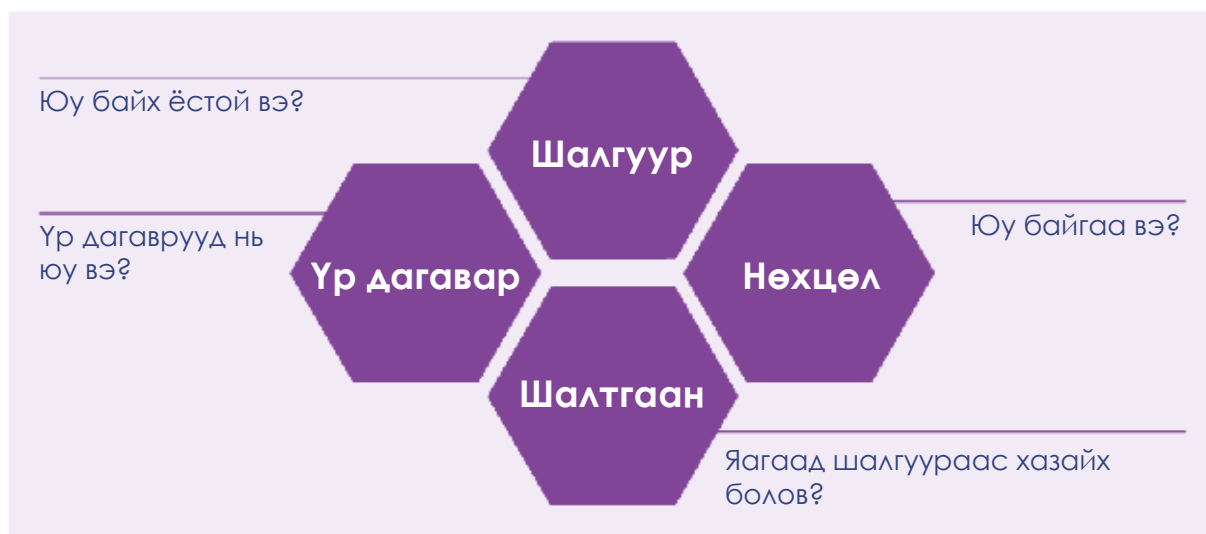 Юу байх ёстой вэ?
Шалгуур
Үр дагаврууд нь
юу вэ?
Үр дагавар
Юу байгаа вэ?
Нөхцөл
Шалтгаан
Яагаад шалгуураас хазайх
болов?